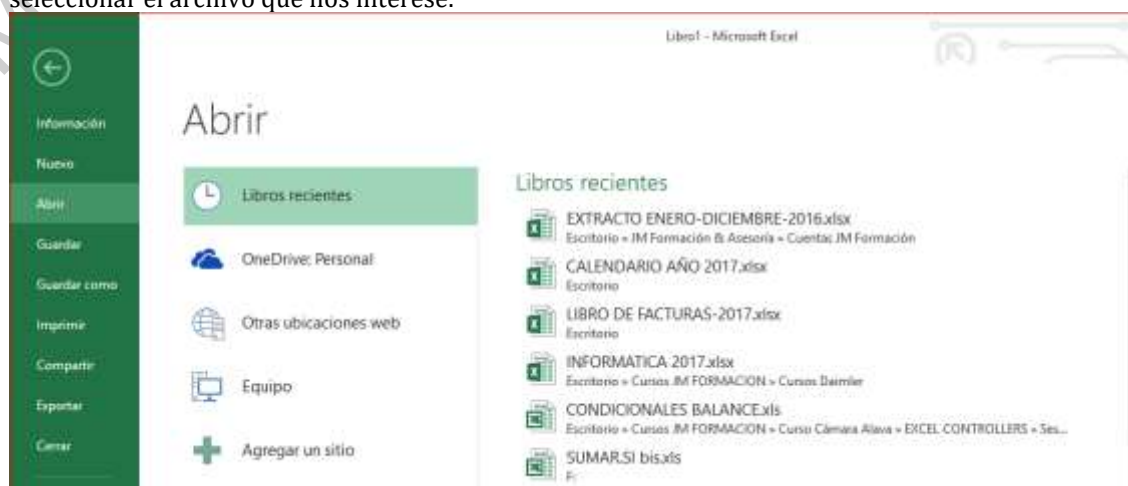 seleccionar el archivo que nos interese.
Libro1 - Microsoft Excel
Abrir
Información
Nuevo
Abrir
Guardar
Guardar como
Imprimir
Compartir
Exportar
Cerrar
Libros recientes
OneDrive: Personal
Otras ubicaciones web
Equipo
Agregar un sitio
Libros recientes
EXTRACTO ENERO-DICIEMBRE-2016.xlsx
Escritorio » JM Formación & Asesoría » Cuentas JM Formación
CALENDARIO AÑO 2017.xlsx
Escritorio
LIBRO DE FACTURAS-2017.xlsx
Escritorio
INFORMATICA 2017.xlsx
Escritorio » Cursos JM FORMACION » Cursos Daimler
CONDICIONALES BALANCE.xls
Escritorio » Cursos JM FORMACION » Curso Cámara Alava » EXCEL CONTROLLERS » Ses...
SUMAR.SI bis.xls
F: